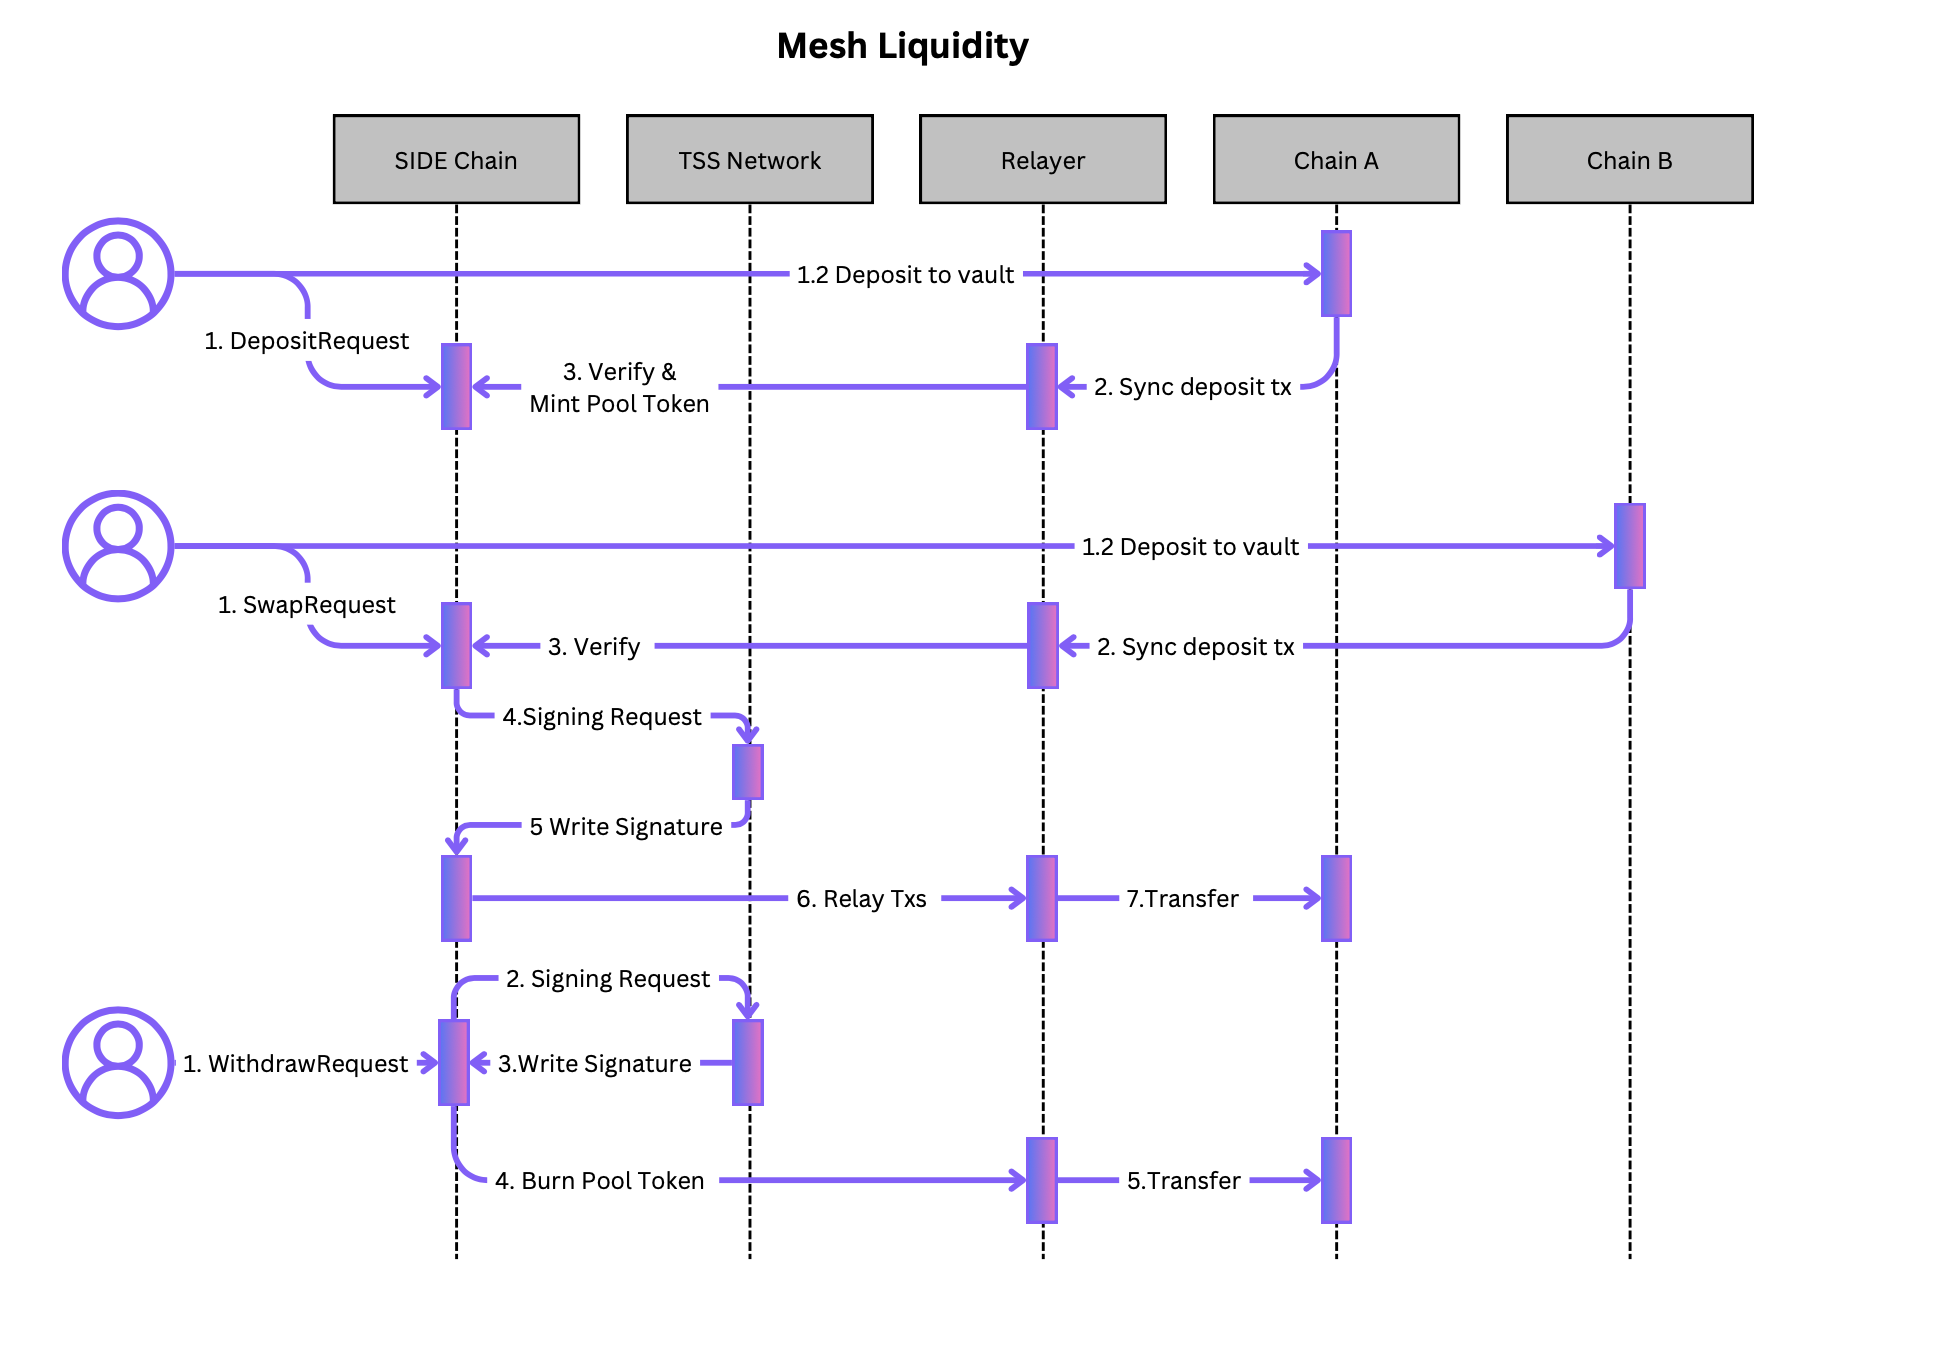 Mesh Liquidity
SIDE Chain
TSS Network
Relayer
Chain A
Chain B
1.2 Deposit to vault
1. DepositRequest
3. Verify &
Mint Pool Token
2. Sync deposit tx
1.2 Deposit to vault
1. SwapRequest
3. Verify
2. Sync deposit tx
4.Signing Request
5 Write Signature
6. Relay Txs
7.Transfer
2. Signing Request
1. WithdrawRequest
3.Write Signature
4. Burn Pool Token
5.Transfer